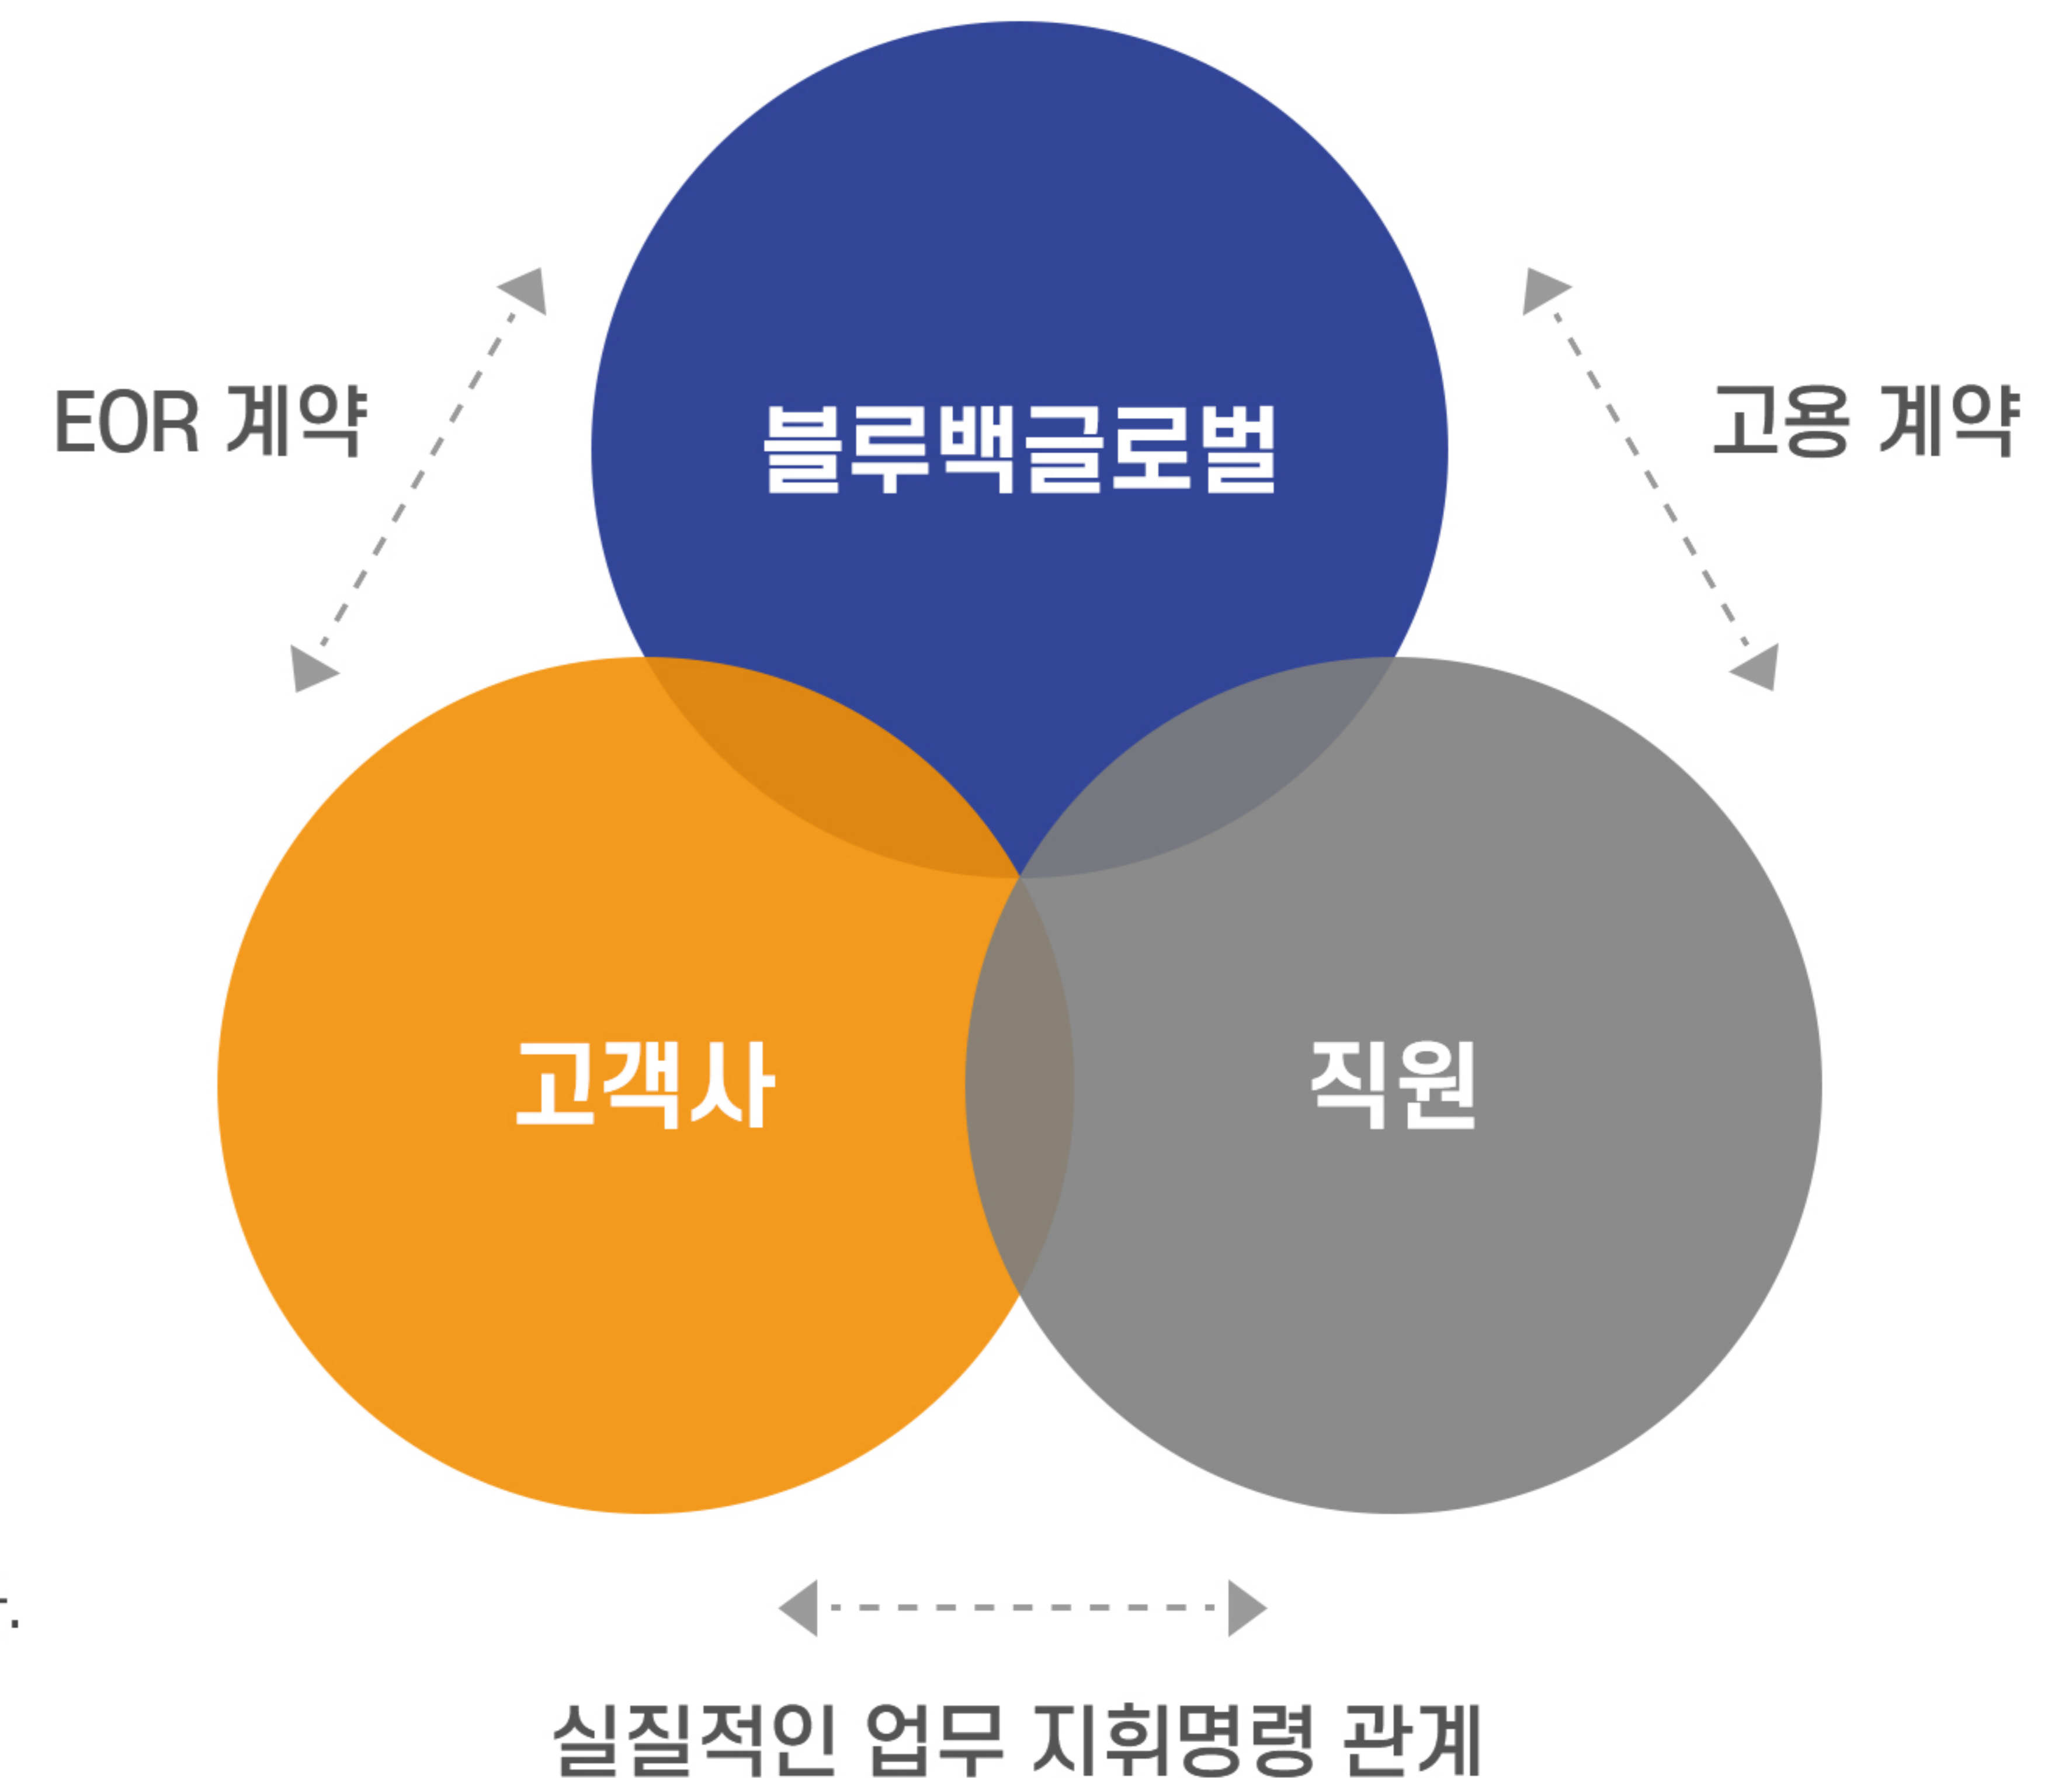 블루백글로벌
EOR 계약
고용 계약
고객사
직원
실질적인 업무 지휘명령 관계